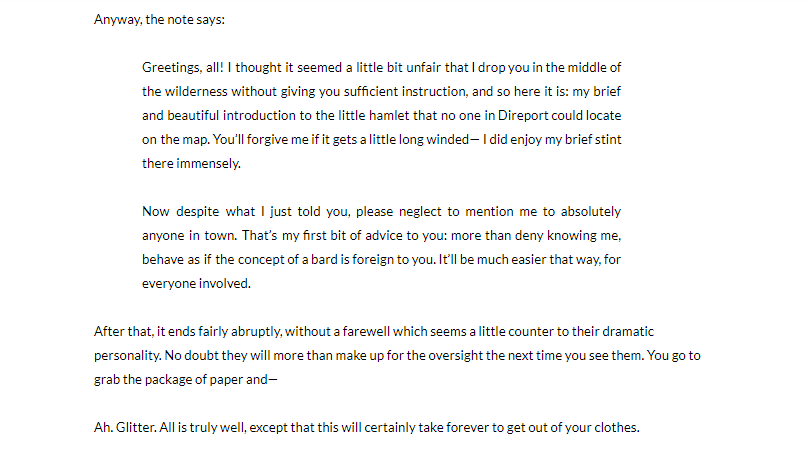 Anyway, the note says:
Greetings, all! I thought it seemed a little bit unfair that I drop you in the middle of
the wilderness without giving you sufficient instruction, and so here it is: my brief
and beautiful introduction to the little hamlet that no one in Direport could locate
on the map. You'll forgive me if it gets a little long winded— I did enjoy my brief stint
there immensely.
Now despite what I just told you, please neglect to mention me to absolutely
anyone in town. That's my first bit of advice to you: more than deny knowing me,
behave as if the concept of a bard is foreign to you. It'll be much easier that way, for
everyone involved.
After that, it ends fairly abruptly, without a farewell which seems a little counter to their dramatic
personality. No doubt they will more than make up for the oversight the next time you see them. You go to
grab the package of paper and—
Ah. Glitter. All is truly well, except that this will certainly take forever to get out of your clothes.